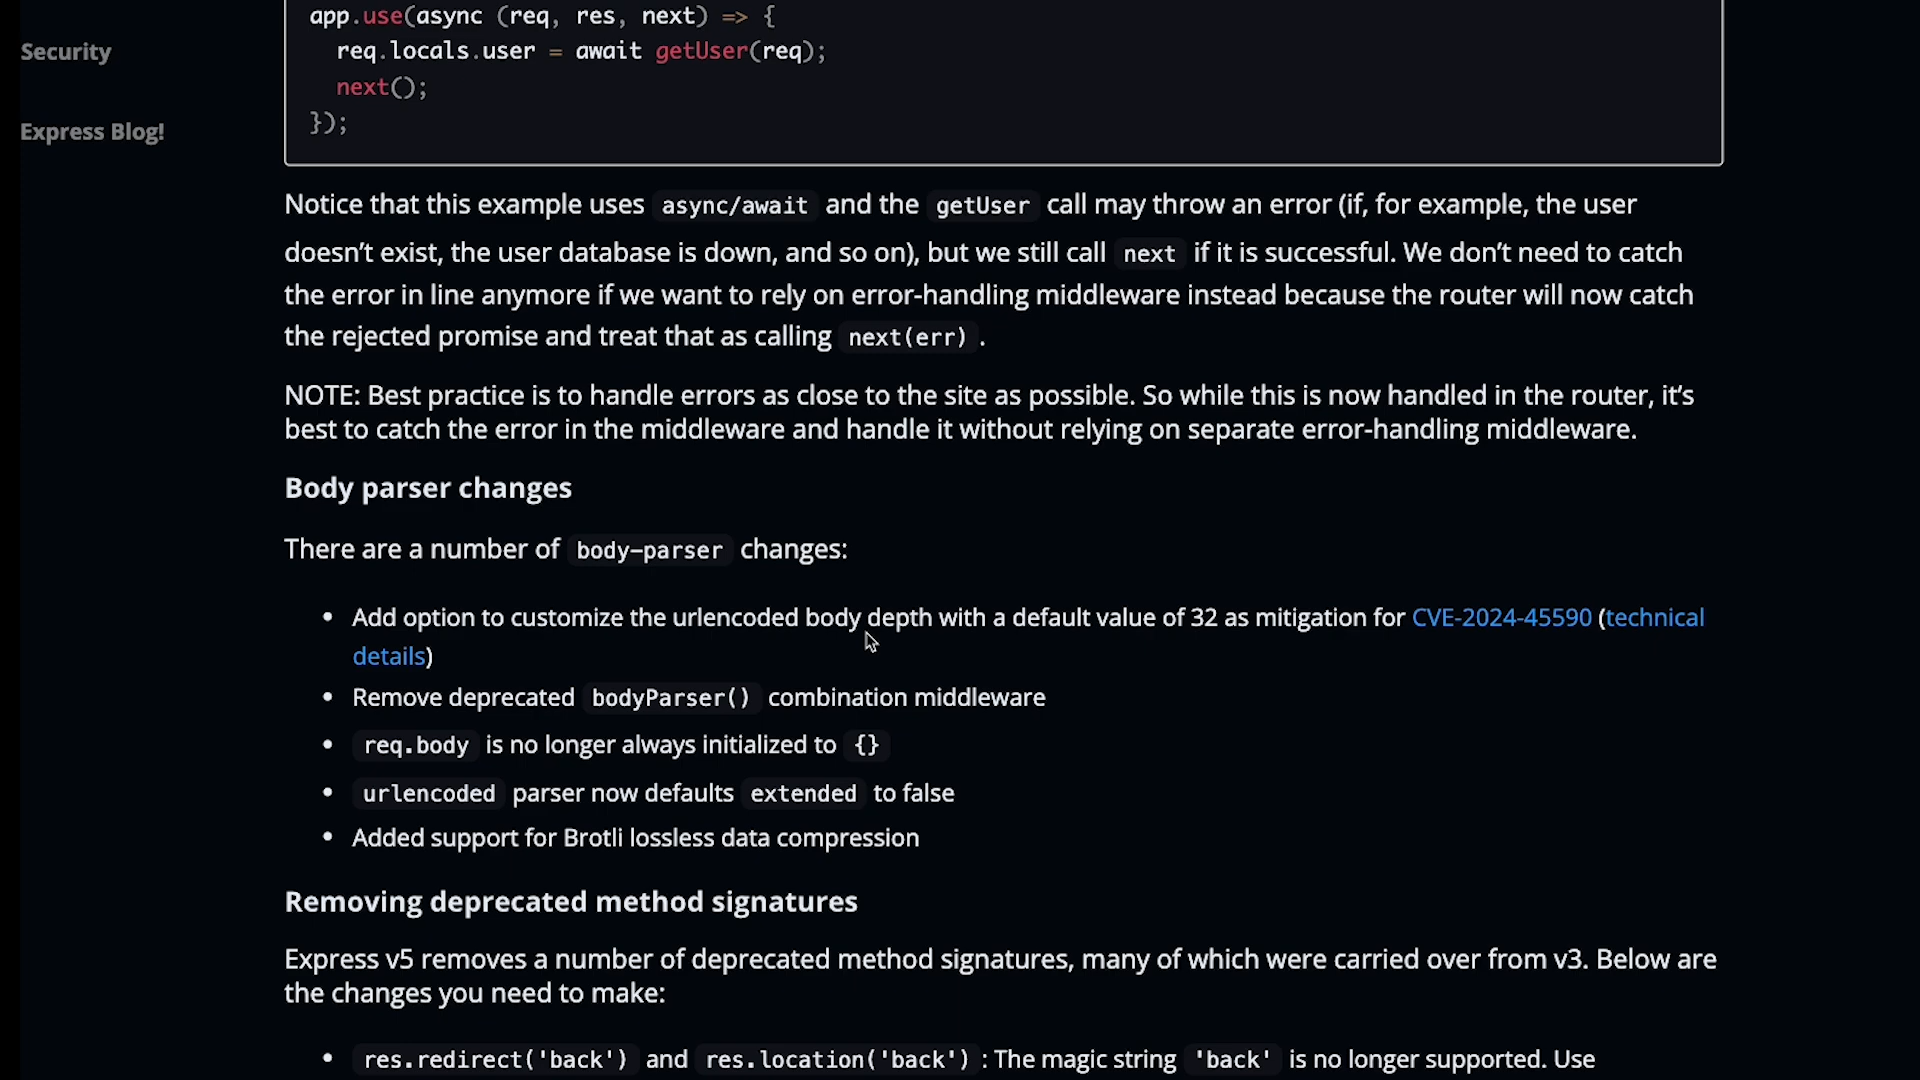 Security
Express Blog!
app.use(async (req, res, next) => {
req.locals.user = await getUser(req);
next();
});
Notice that this example uses async/await and the getUser call may throw an error (if, for example, the user
doesn’t exist, the user database is down, and so on), but we still call next if it is successful. We don’t need to catch
the error in line anymore if we want to rely on error-handling middleware instead because the router will now catch
the rejected promise and treat that as calling next(err) .
NOTE: Best practice is to handle errors as close to the site as possible. So while this is now handled in the router, it’s
best to catch the error in the middleware and handle it without relying on separate error-handling middleware.
Body parser changes
There are a number of body-parser changes:
• Add option to customize the urlencoded body depth with a default value of 32 as mitigation for CVE-2024-45590 (technical
details)
• Remove deprecated bodyParser() combination middleware
• req.body is no longer always initialized to {}
• urlencoded parser now defaults extended to false
• Added support for Brotli lossless data compression
Removing deprecated method signatures
Express v5 removes a number of deprecated method signatures, many of which were carried over from v3. Below are
the changes you need to make:
• res.redirect('back') and res.location('back') : The magic string 'back' is no longer supported. Use